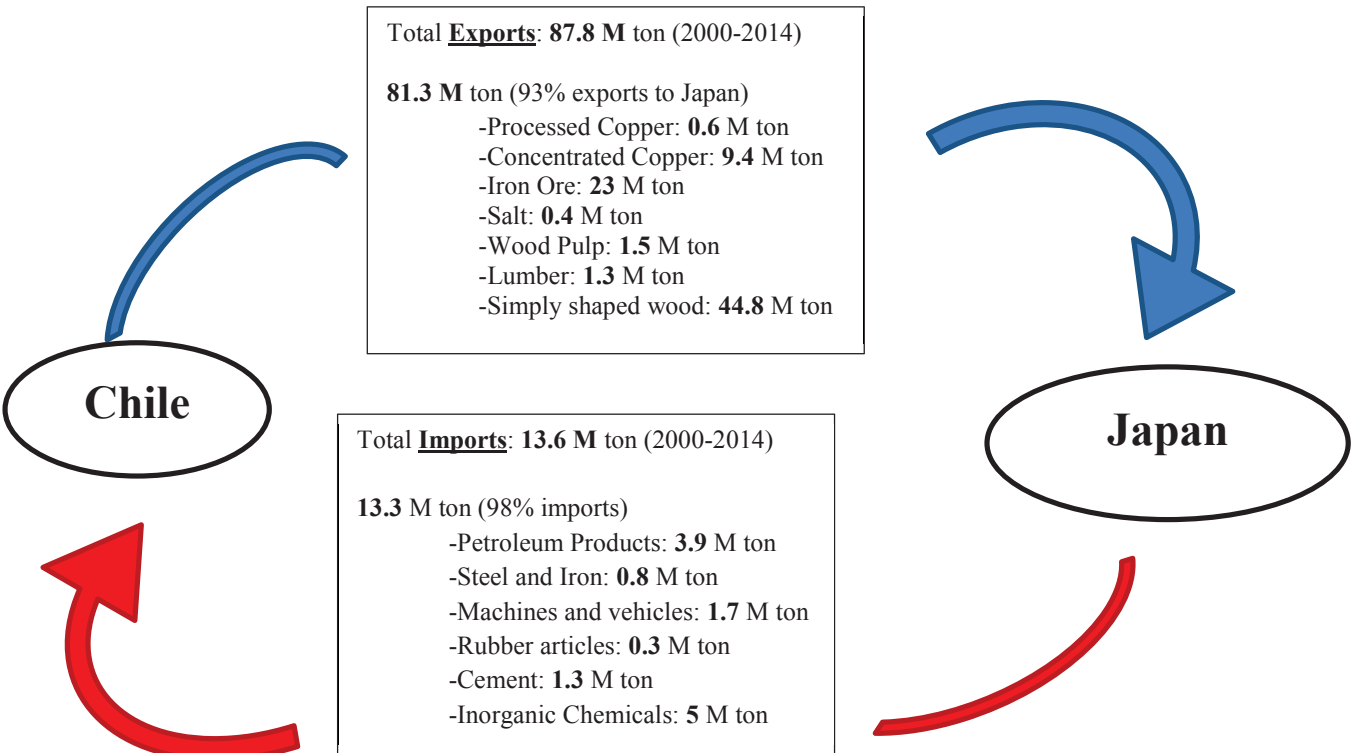 Total Exports: 87.8 M ton (2000-2014)
81.3 M ton (93% exports to Japan)
-Processed Copper: 0.6 M ton
-Concentrated Copper: 9.4 M ton
-Iron Ore: 23 M ton
-Salt: 0.4 M ton
-Wood Pulp: 1.5 M ton
-Lumber: 1.3 M ton
-Simply shaped wood: 44.8 M ton
Chile
Japan
Total Imports: 13.6 M ton (2000-2014)
13.3 M ton (98% imports)
-Petroleum Products: 3.9 M ton
-Steel and Iron: 0.8 M ton
-Machines and vehicles: 1.7 M ton
-Rubber articles: 0.3 M ton
-Cement: 1.3 M ton
-Inorganic Chemicals: 5 M ton